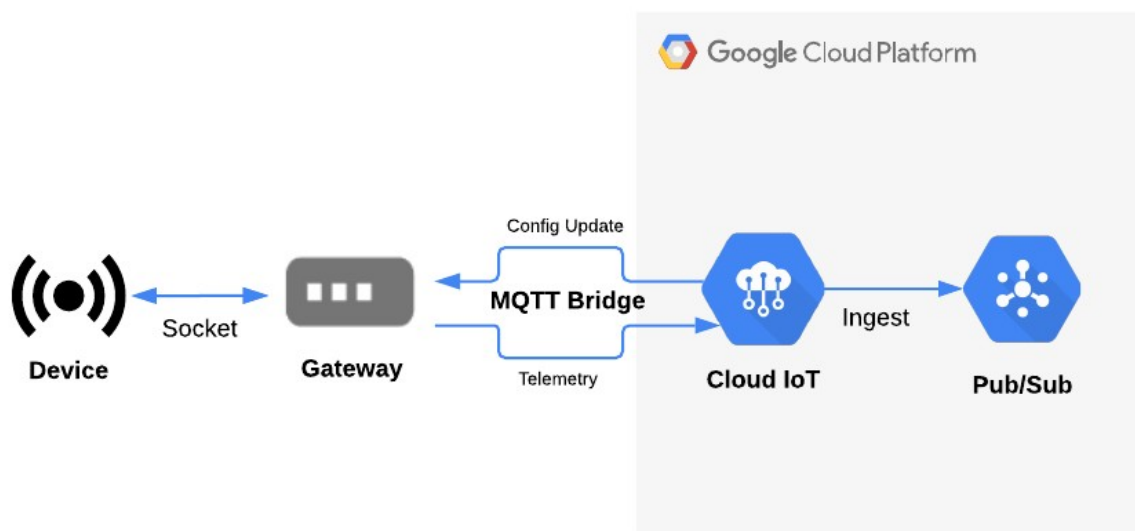 Google Cloud Platform
Config Update
MQTT Bridge
Socket
Ingest
Device
Gateway
Telemetry
Cloud IoT
Pub/Sub